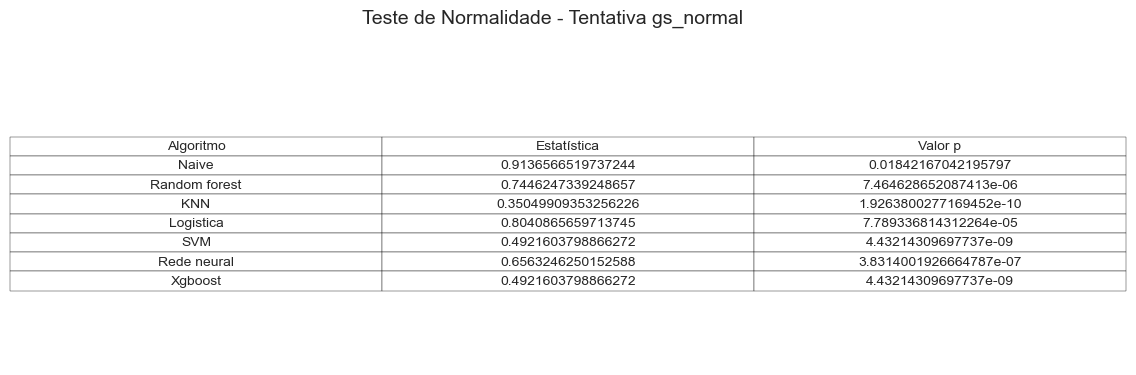 Teste de Normalidade - Tentativa gs_normal
Algoritmo Estatística Valor p
Naive 0.9136566519737244 0.01842167042195797
Random forest 0.7446247339248657 7.464628652087413e-06
KNN 0.35049909353256226 1.9263800277169452e-10
Logistica 0.8040865659713745 7.789336814312264e-05
SVM 0.4921603798866272 4.43214309697737e-09
Rede neural 0.6563246250152588 3.8314001926664787e-07
Xgboost 0.4921603798866272 4.43214309697737e-09